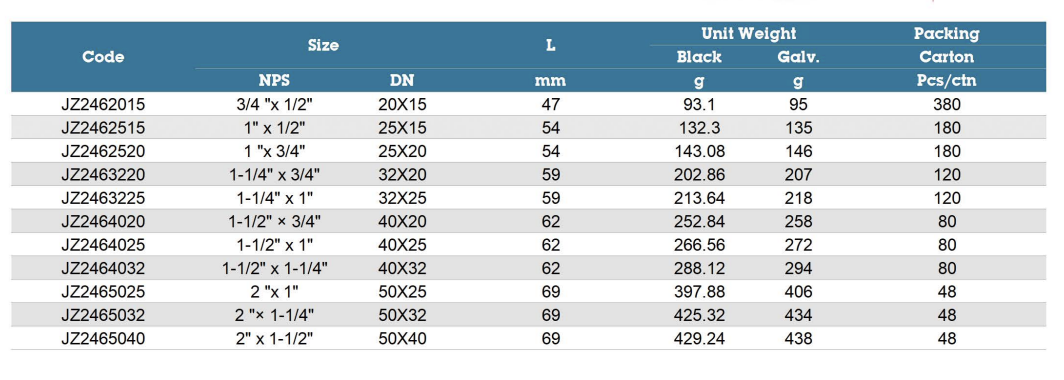 Code Size L Unit Weight Packing
Black Galv. Carton
NPS DN mm g g Pcs/ctn
JZ2462015 3/4 "x 1/2" 20X15 47 93.1 95 380
JZ2462515 1" x 1/2" 25X15 54 132.3 135 180
JZ2462520 1 "x 3/4" 25X20 54 143.08 146 180
JZ2463220 1-1/4" x 3/4" 32X20 59 202.86 207 120
JZ2463225 1-1/4" x 1" 32X25 59 213.64 218 120
JZ2464020 1-1/2" × 3/4" 40X20 62 252.84 258 80
JZ2464025 1-1/2" x 1" 40X25 62 266.56 272 80
JZ2464032 1-1/2" x 1-1/4" 40X32 62 288.12 294 80
JZ2465025 2 "x 1" 50X25 69 397.88 406 48
JZ2465032 2 "× 1-1/4" 50X32 69 425.32 434 48
JZ2465040 2" x 1-1/2" 50X40 69 429.24 438 48